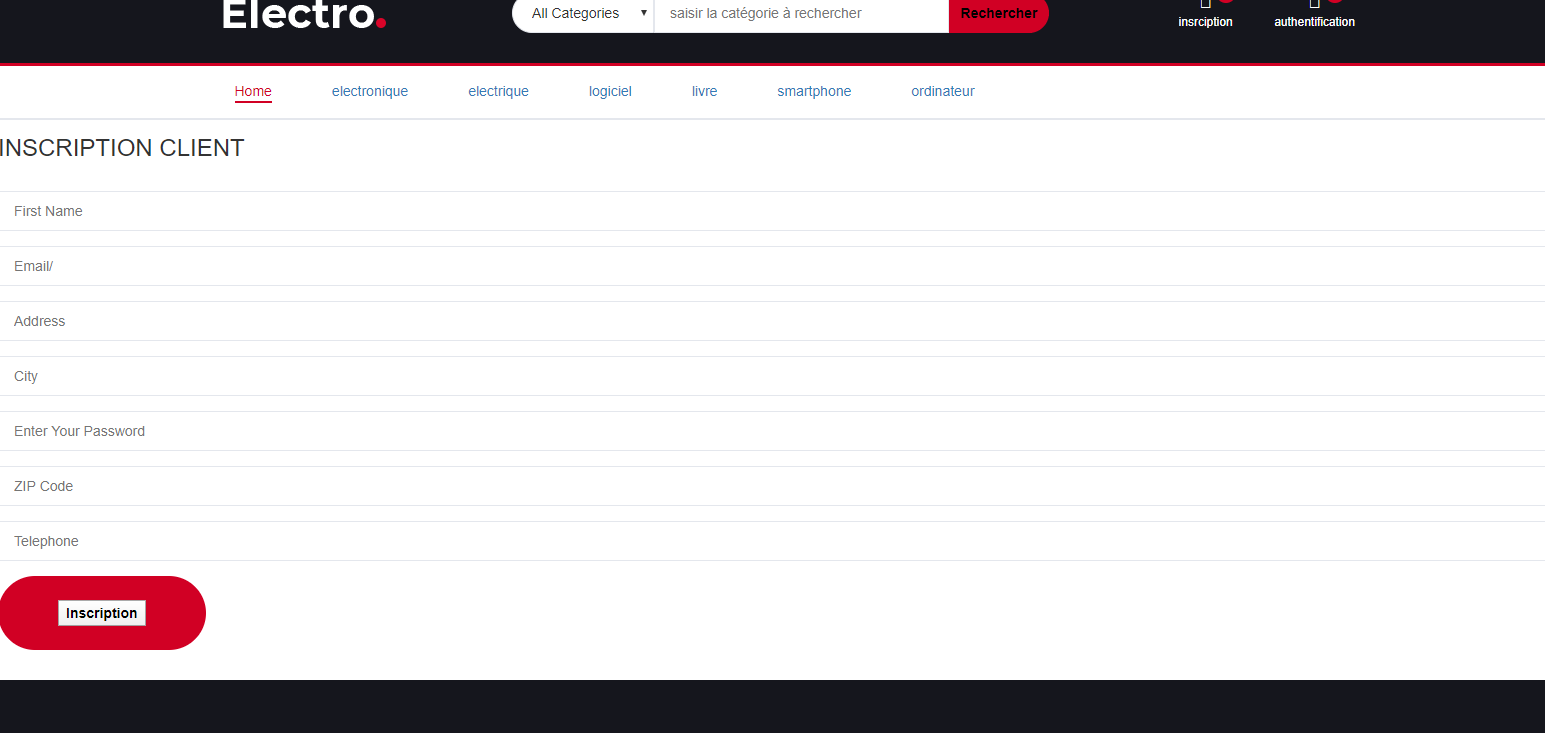 Electro.
All Categories
saisir la catégorie à rechercher
Rechercher
insrciption
authentification
Home electronique electrique logiciel livre smartphone ordinateur
INSCRIPTION CLIENT
First Name
Email/
Address
City
Enter Your Password
ZIP Code
Telephone
Inscription